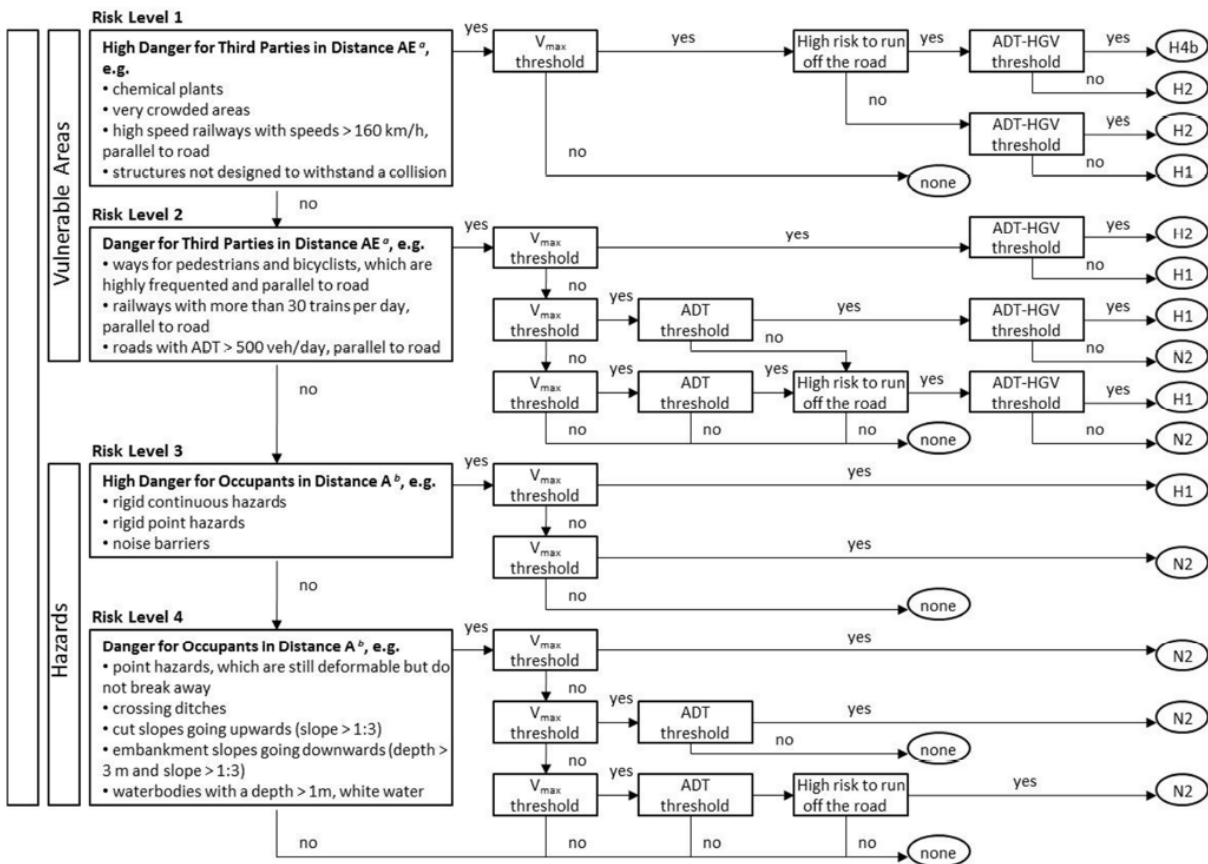 Vulnerable Areas
Hazards
Risk Level 1
High Danger for Third Parties in Distance AE a,
e.g.
• chemical plants
• very crowded areas
• high speed railways with speeds > 160 km/h,
parallel to road
• structures not designed to withstand a collision
yes
Vmax
threshold
yes
High risk to run
off the road
yes
ADT-HGV
threshold
yes
H4b
no
H2
no
ADT-HGV
threshold
yes
H2
no
H1
no
none
no
Risk Level 2
Danger for Third Parties in Distance AE a, e.g.
• ways for pedestrians and bicyclists, which are
highly frequented and parallel to road
• railways with more than 30 trains per day,
parallel to road
• roads with ADT > 500 veh/day, parallel to road
yes
Vmax
threshold
yes
ADT-HGV
threshold
yes
H2
no
H1
no
Vmax
threshold
yes
ADT
threshold
yes
ADT-HGV
threshold
yes
H1
no
N2
no
no
Vmax
threshold
yes
ADT
threshold
yes
High risk to run
off the road
yes
ADT-HGV
threshold
yes
H1
no
N2
no
no
no
none
no
Risk Level 3
High Danger for Occupants in Distance A b, e.g.
• rigid continuous hazards
• rigid point hazards
• noise barriers
yes
Vmax
threshold
yes
H1
no
Vmax
threshold
yes
N2
no
none
no
Risk Level 4
Danger for Occupants in Distance A b, e.g.
• point hazards, which are still deformable but do
not break away
• crossing ditches
• cut slopes going upwards (slope > 1:3)
• embankment slopes going downwards (depth >
3 m and slope > 1:3)
• waterbodies with a depth > 1m, white water
yes
Vmax
threshold
yes
N2
no
Vmax
threshold
yes
ADT
threshold
yes
N2
no
none
no
Vmax
threshold
yes
ADT
threshold
High risk to run
off the road
yes
N2
no
no
no
no
none